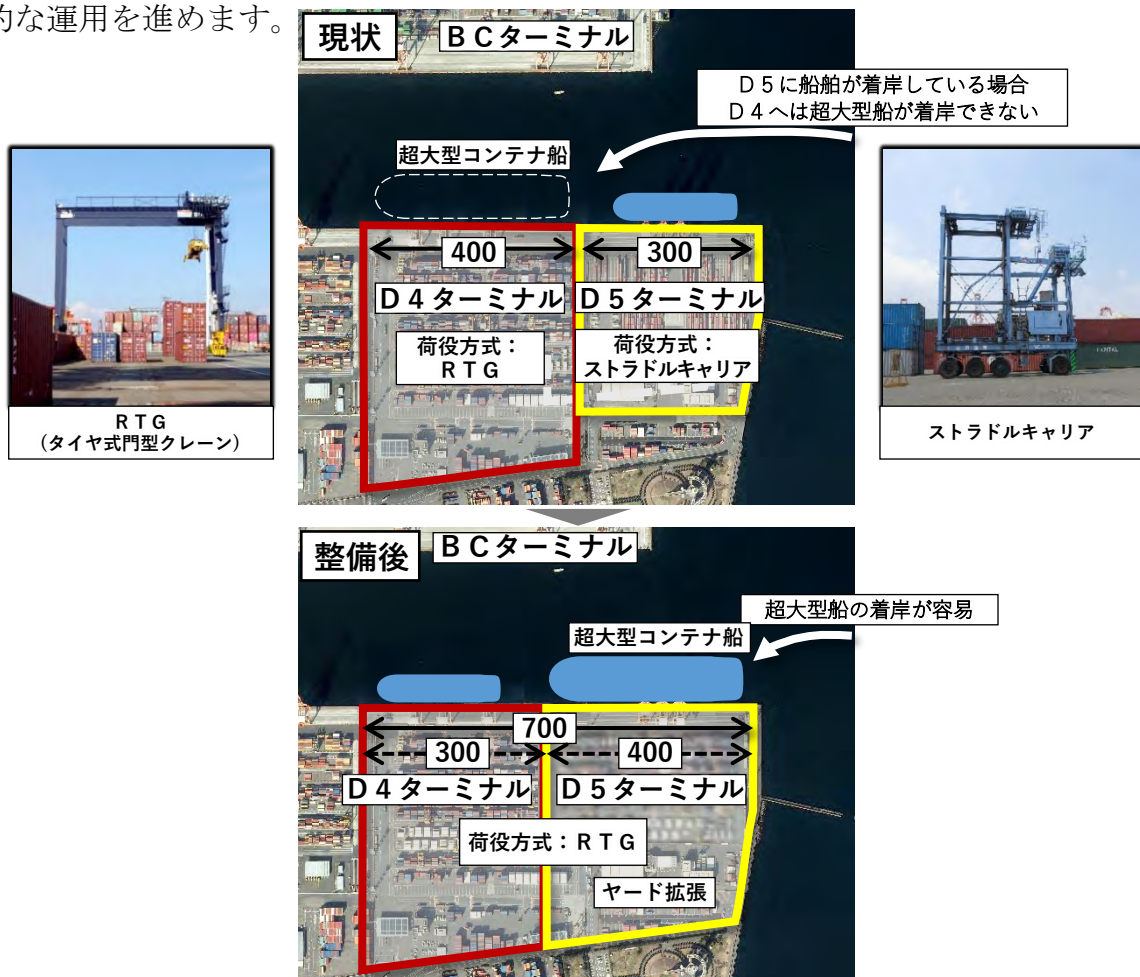 的な運用を進めます。
現状
ＢＣターミナル
Ｄ５に船舶が着岸している場合
Ｄ４へは超大型船が着岸できない
超大型コンテナ船
400
300
Ｄ４ターミナル
Ｄ５ターミナル
荷役方式：
ＲＴＧ
荷役方式：
ストラドルキャリア
ＲＴＧ
（タイヤ式門型クレーン）
ストラドルキャリア
整備後
ＢＣターミナル
超大型船の着岸が容易
超大型コンテナ船
700
300
400
Ｄ４ターミナル
Ｄ５ターミナル
荷役方式：ＲＴＧ
ヤード拡張